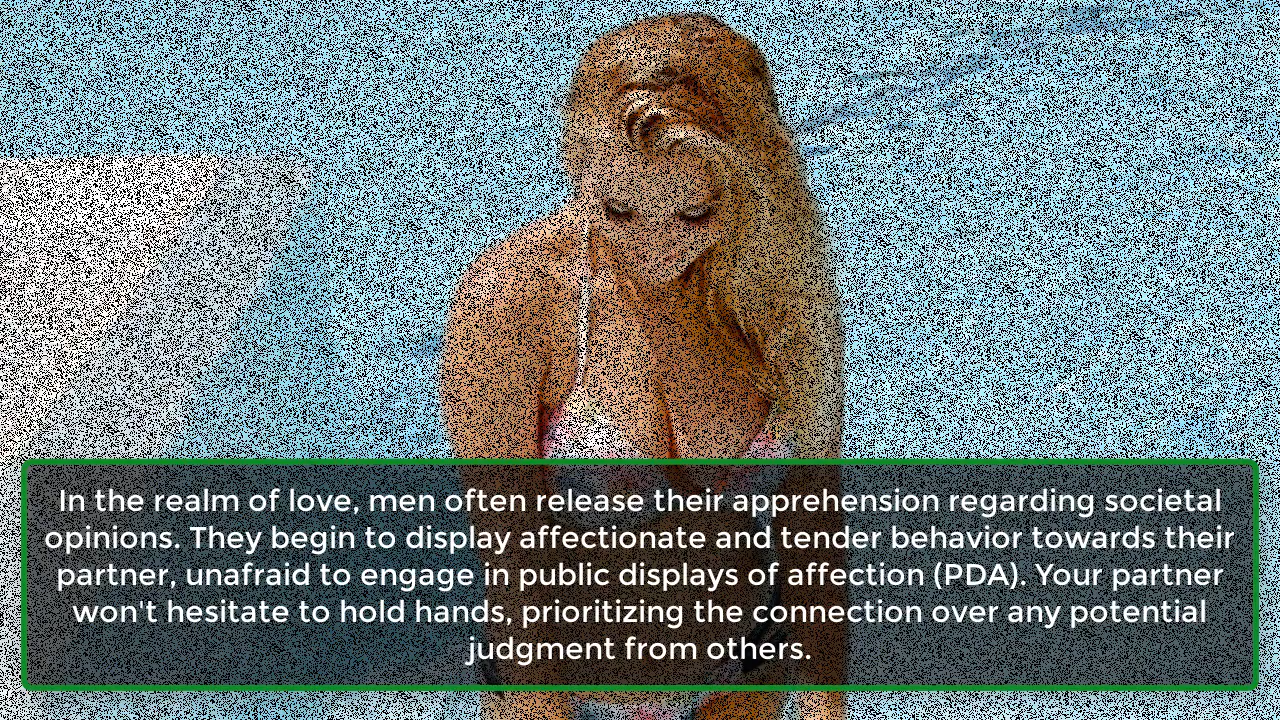 In the realm of love, men often release their apprehension regarding societal
opinions. They begin to display affectionate and tender behavior towards their
partner, unafraid to engage in public displays of affection (PDA). Your partner
won't hesitate to hold hands, prioritizing the connection over any potential
judgment from others.